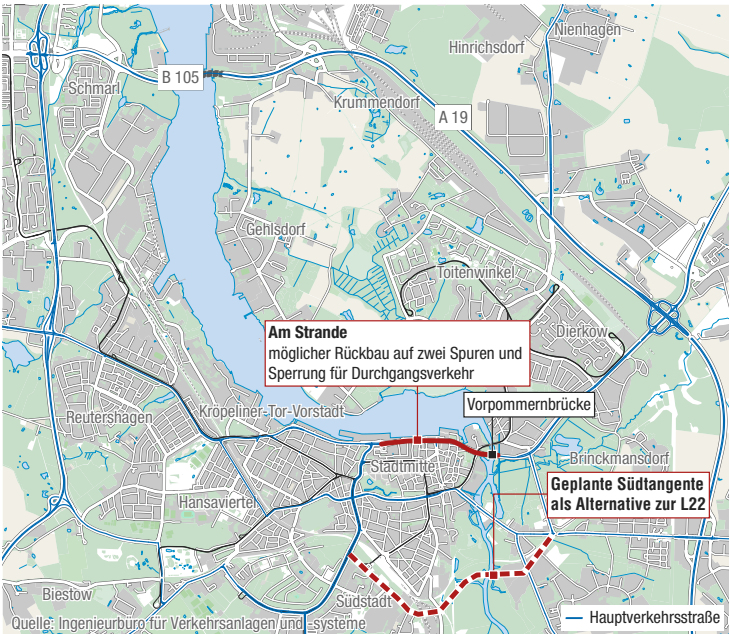 Nienhagen
Hinrichsdorf
B 105
Schmarl
Krummendorf
A 19
Gehlsdorf
Toitenwinkel
Am Strande
möglicher Rückbau auf zwei Spuren und
Sperrung für Durchgangsverkehr
Dierkow
Vorpommernbrücke
Reutershagen
Kröpeliner-Tor-Vorstadt
Stadtmitte
Brinckmansdorf
Geplante Südtangente
als Alternative zur L22
Hansaviertel
Biestow
Südstadt
Hauptverkehrsstraße
Quelle: Ingenieurbüro für Verkehrsanlagen und -systeme